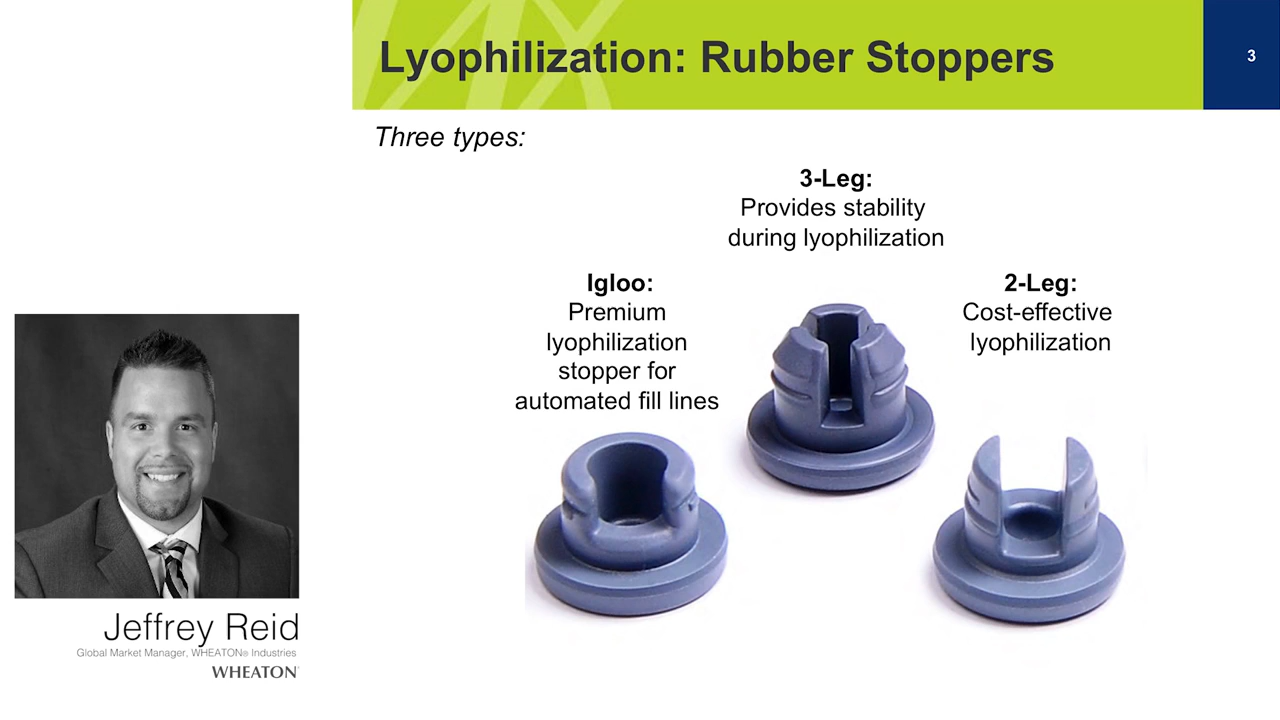 Lyophilization: Rubber Stoppers
3
Three types:
3-Leg:
Provides stability
during lyophilization
Igloo:
Premium
lyophilization
stopper for
automated fill lines
2-Leg:
Cost-effective
lyophilization
Jeffrey Reid
Global Market Manager, WHEATON® Industries
WHEATON